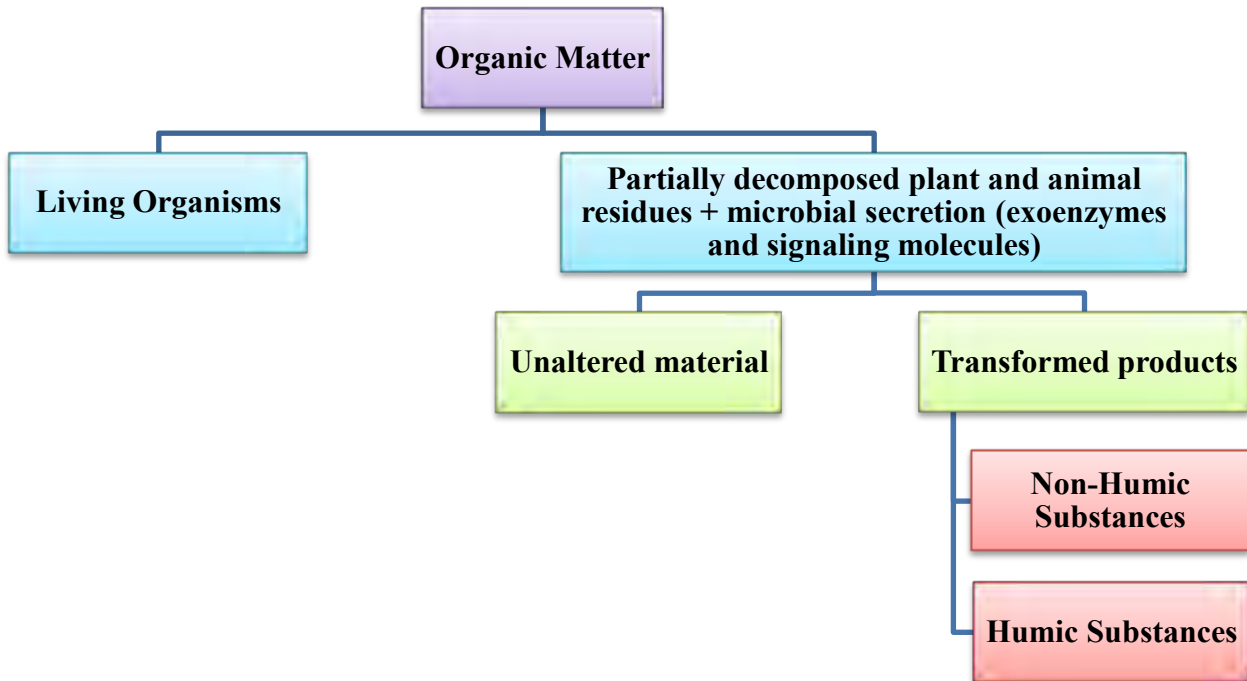 Organic Matter
Living Organisms
Partially decomposed plant and animal
residues + microbial secretion (exoenzymes
and signaling molecules)
Unaltered material
Transformed products
Non-Humic
Substances
Humic Substances